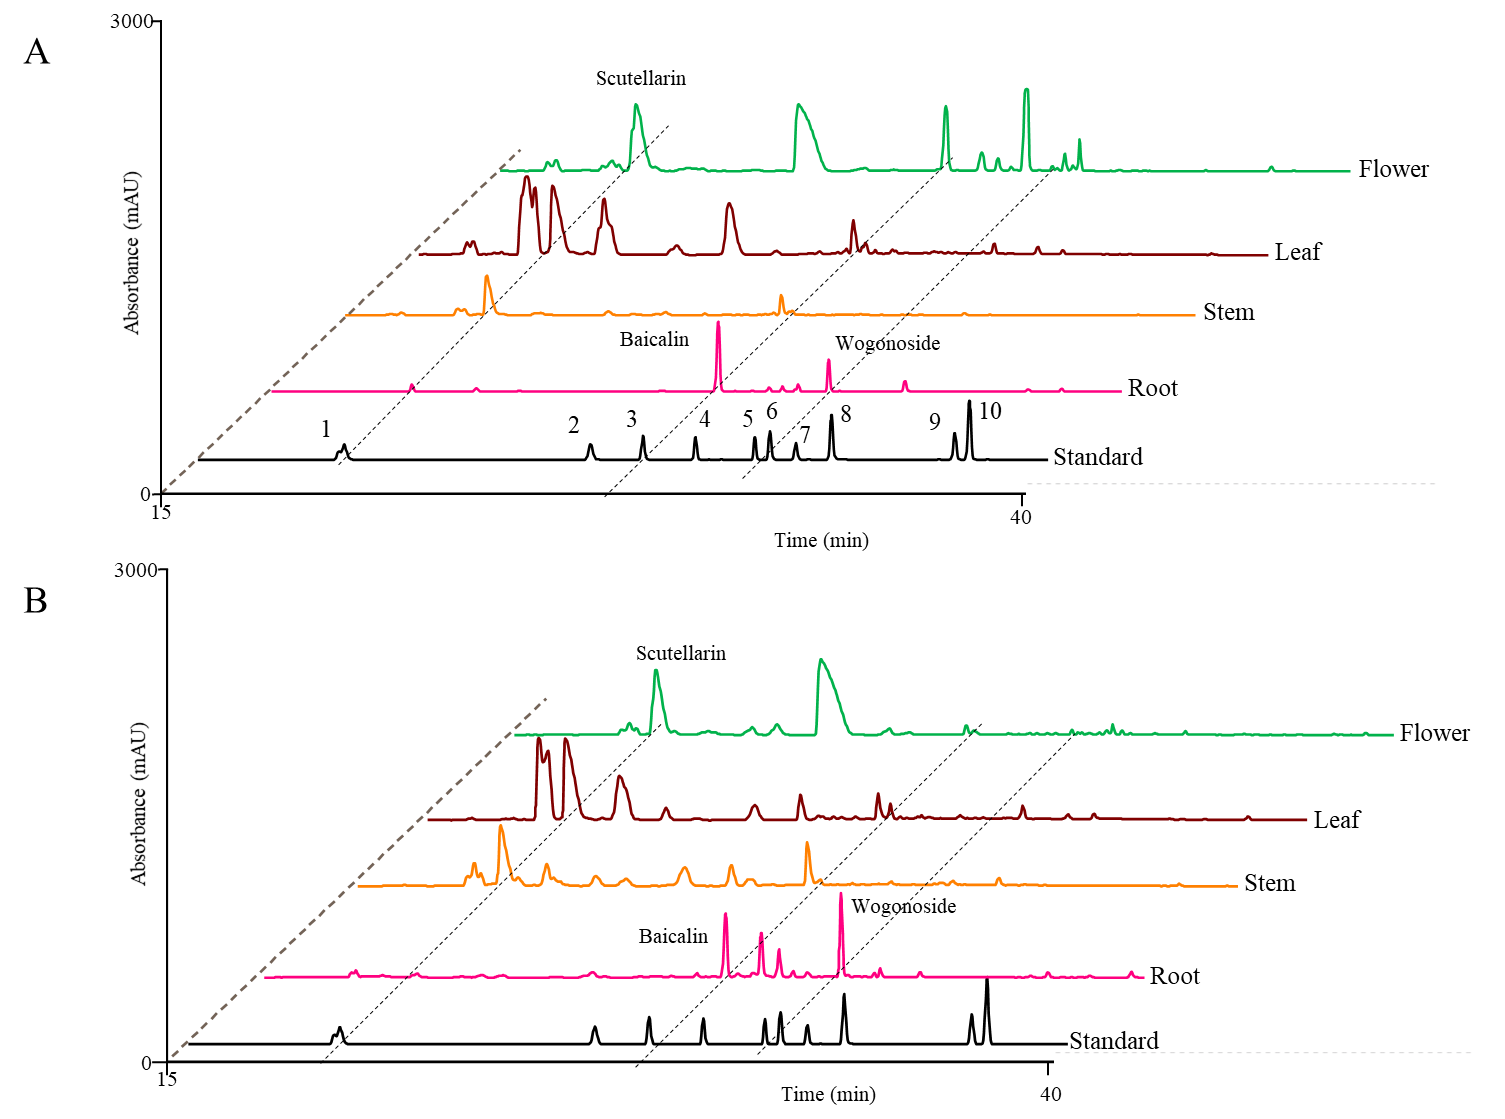 A
3000
Scutellarin
Flower
Absorbance (mAU)
Leaf
Stem
Baicalin
Wogonoside
Root
1
2
3
4
5
6
7
8
9
10
Standard
0
15
40
Time (min)
B
3000
Scutellarin
Flower
Absorbance (mAU)
Leaf
Stem
Wogonoside
Baicalin
Root
Standard
0
15
40
Time (min)